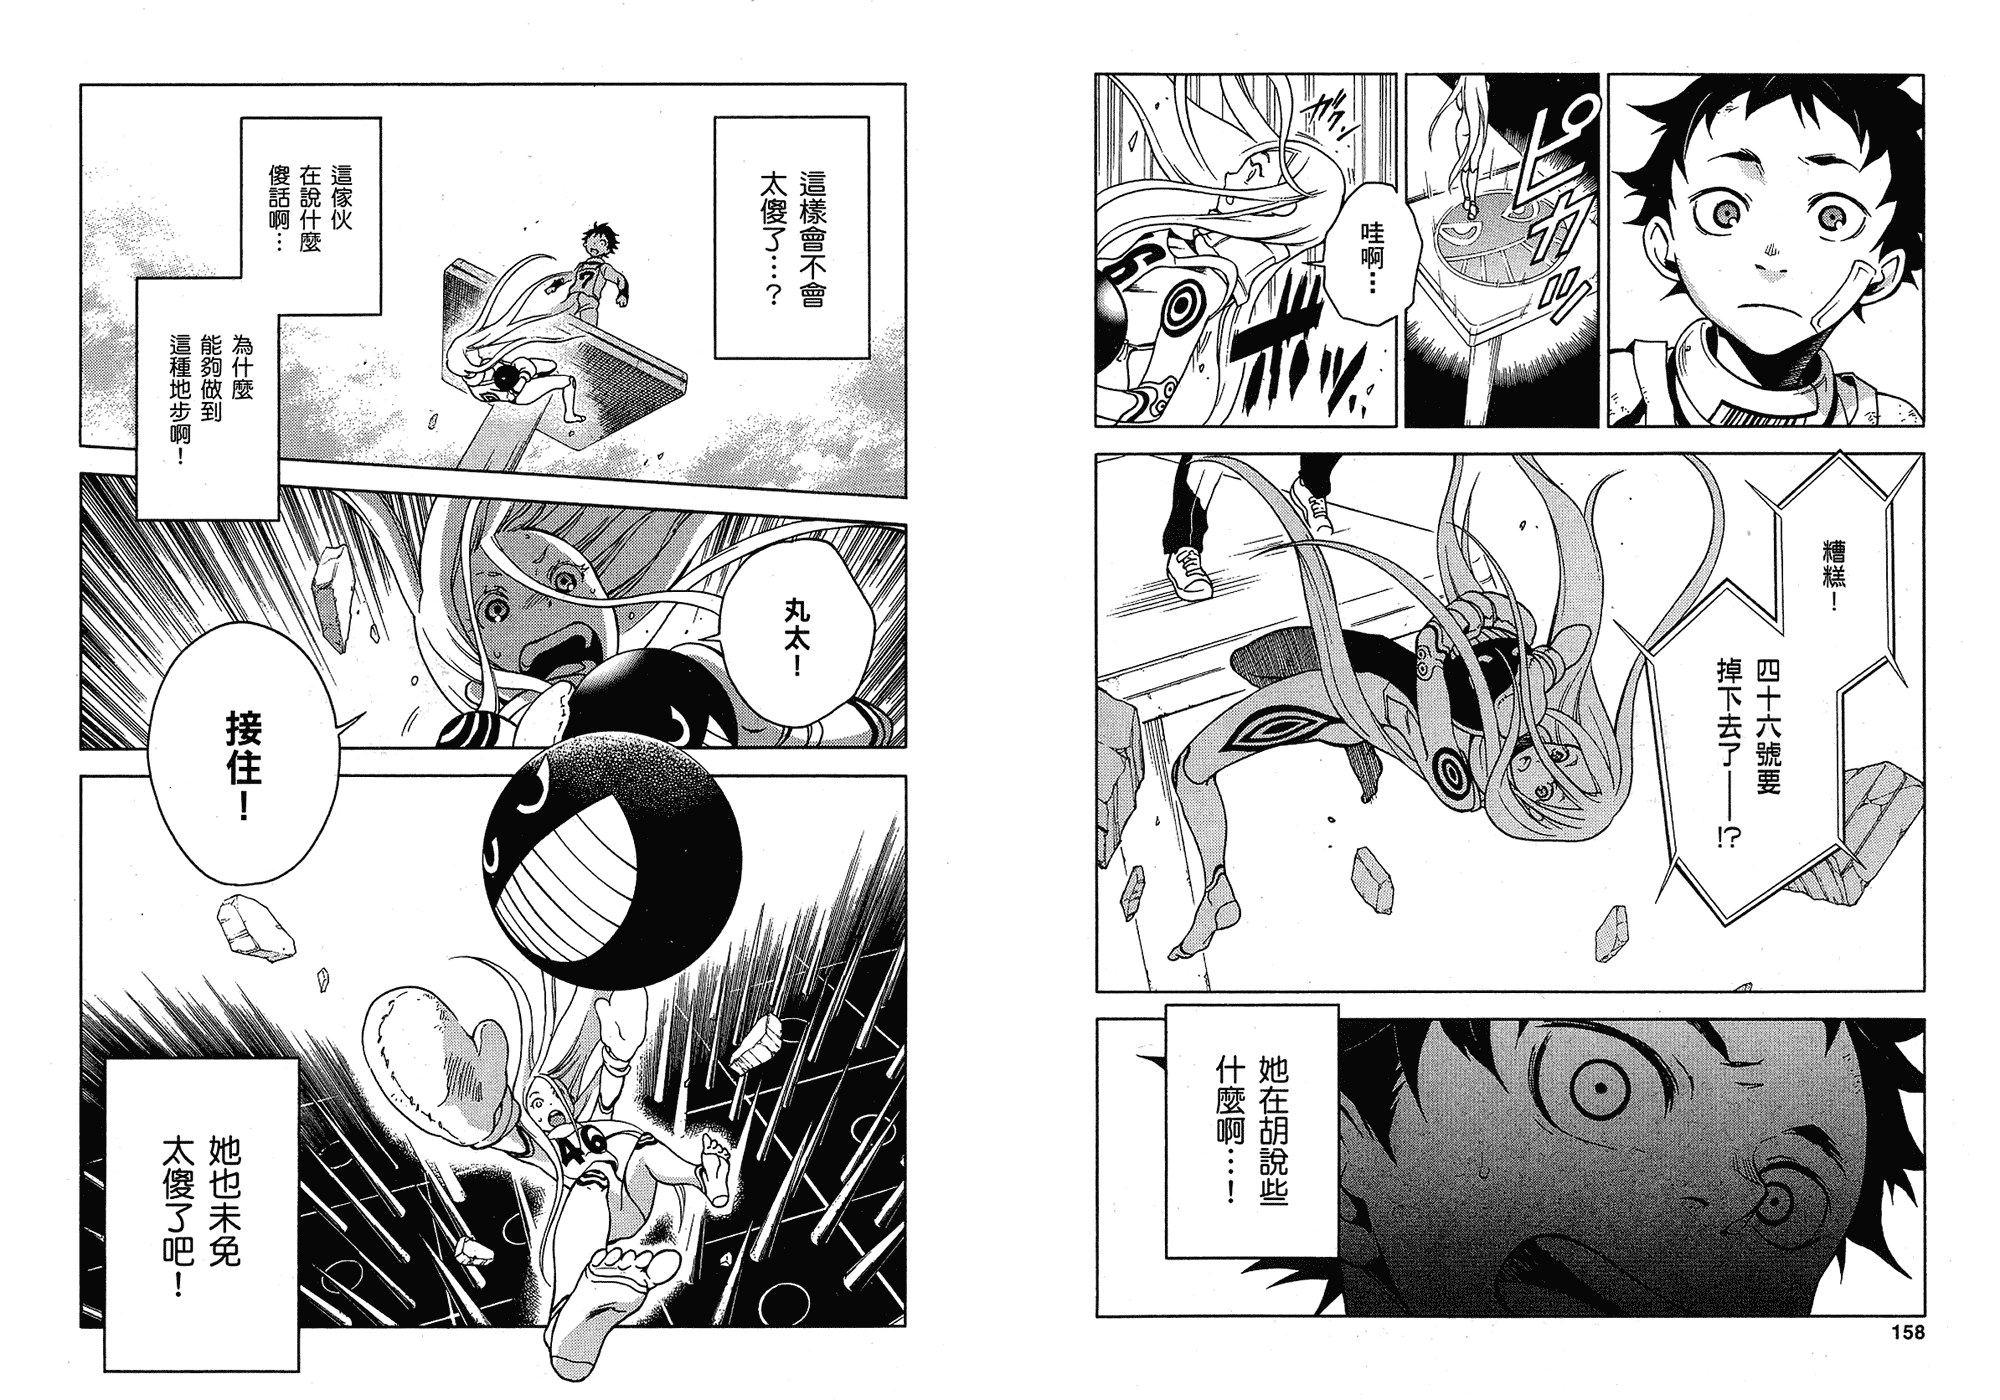 ピカッ
ガクン
哇啊…
糟糕！
四十六號要
掉下去了——!?
她在胡說些
什麼啊…！
158
這樣會不會
太傻了…？
7
這傢伙
在說什麼
傻話啊…
為什麼
能夠做到
這種地步啊！
丸太！
接住！
46
她也未免
太傻了吧！